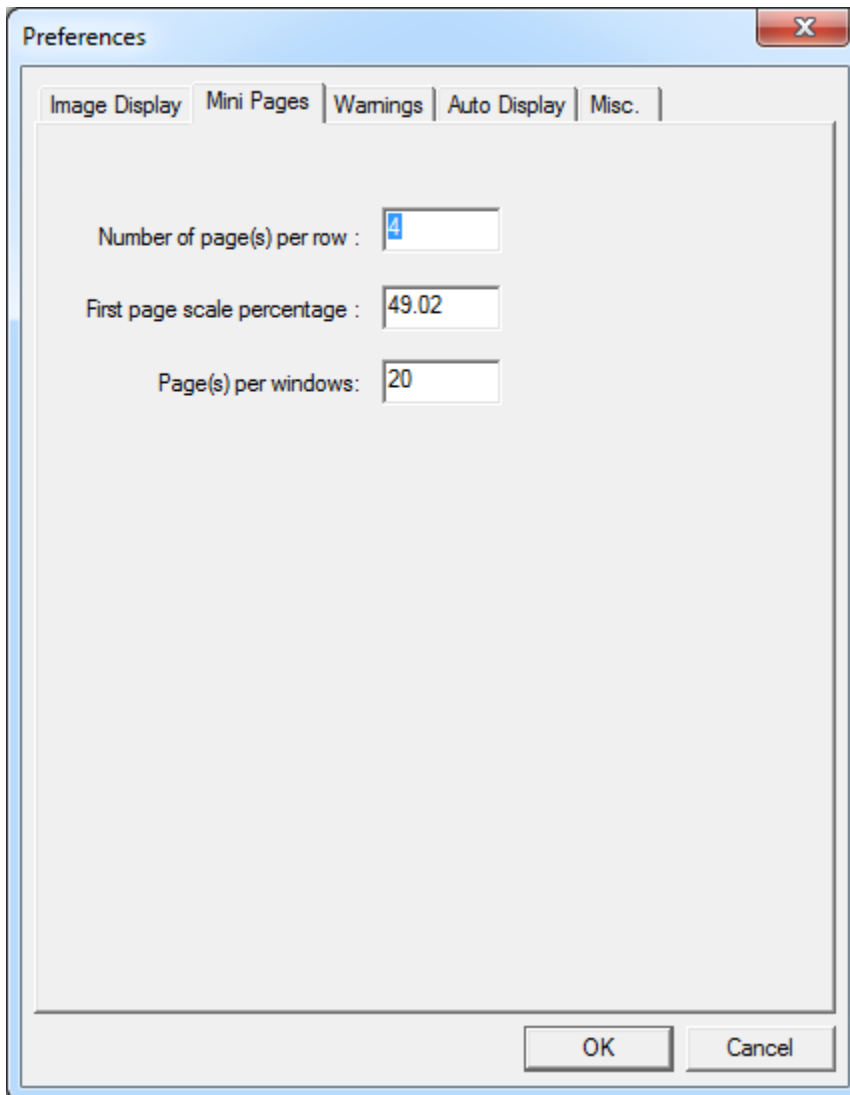 Preferences
Image Display Mini Pages Warnings Auto Display Misc.
Number of page(s) per row : 4
First page scale percentage : 49.02
Page(s) per windows: 20
OK Cancel